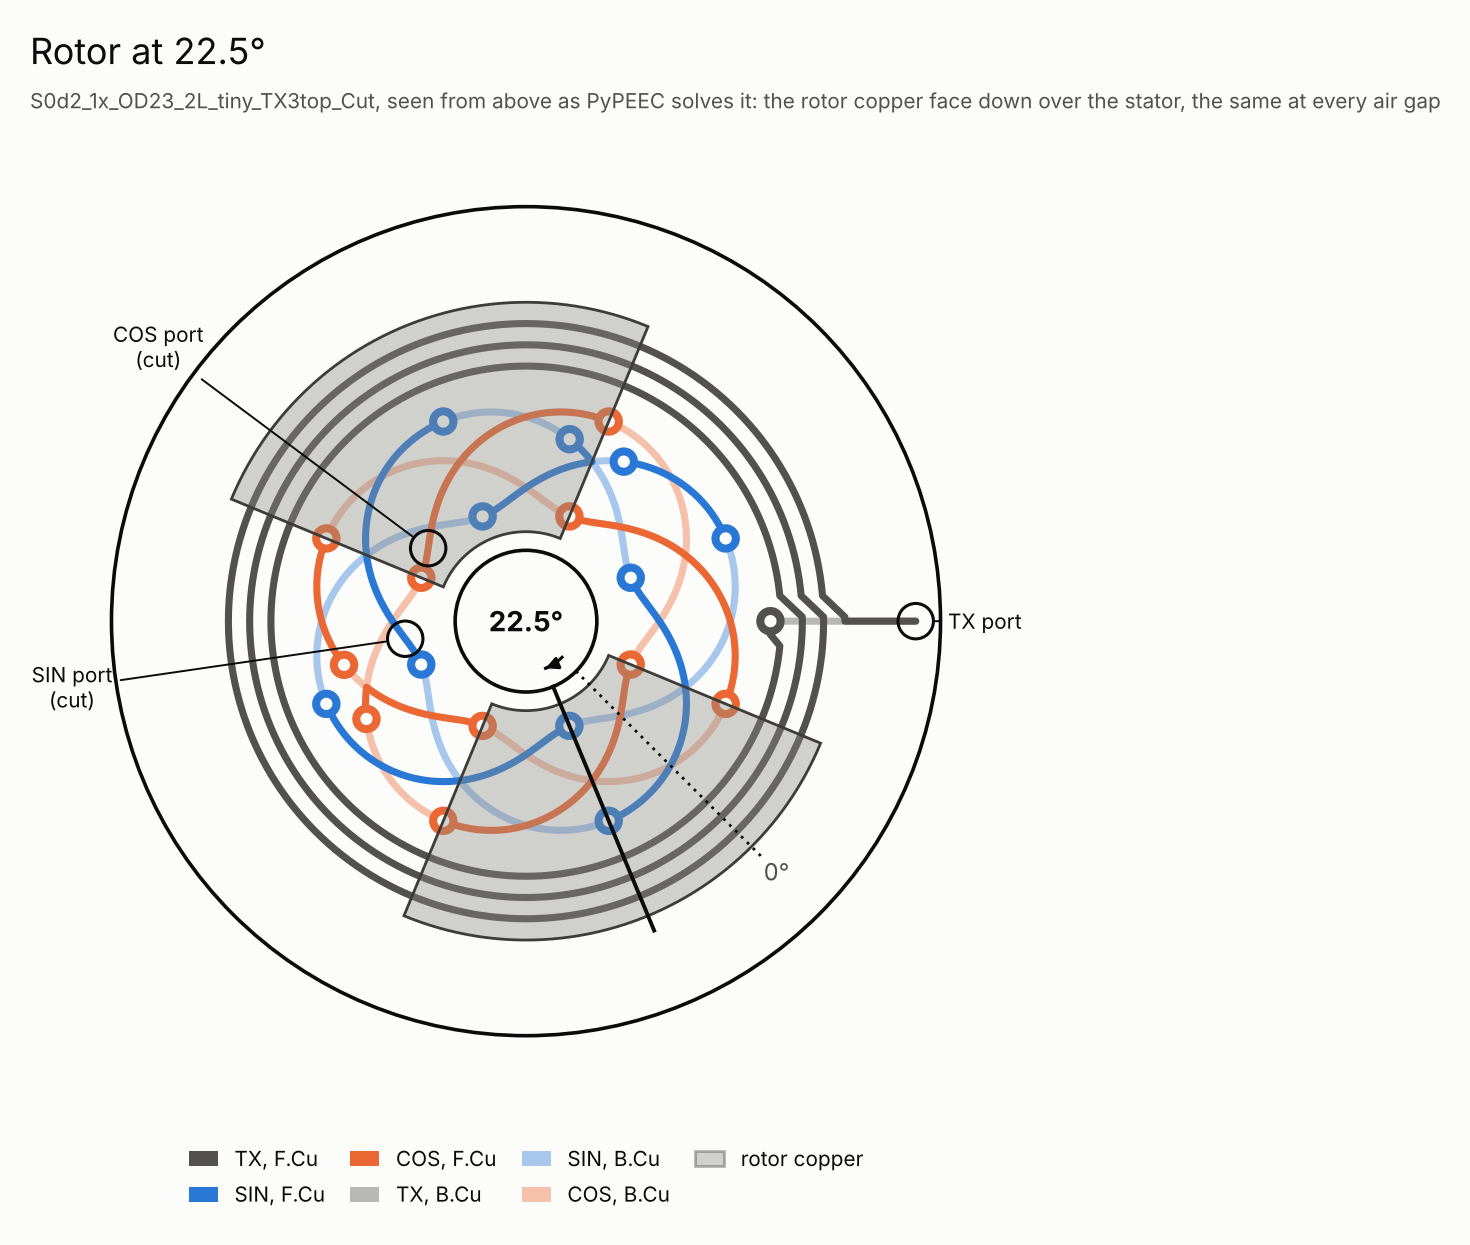 Rotor at 22.5°
S0d2_1x_OD23_2L_tiny_TX3top_Cut, seen from above as PyPEEC solves it: the rotor copper face down over the stator, the same at every air gap
COS port
(cut)
22.5°
TX port
SIN port
(cut)
0°
TX, F.Cu
COS, F.Cu
SIN, B.Cu
rotor copper
SIN, F.Cu
TX, B.Cu
COS, B.Cu